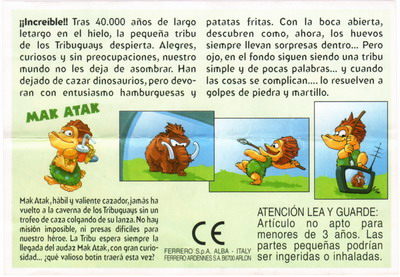 ¡¡Increíble!! Tras 40.000 años de largo
letargo en el hielo, la pequeña tribu
de los Tribuguays despierta. Alegres,
curiosos y sin preocupaciones, nuestro
mundo no les deja de asombrar. Han
dejado de cazar dinosaurios, pero devo-
ran con entusiasmo hamburguesas y
patatas fritas. Con la boca abierta,
descubren como, ahora, los huevos
siempre llevan sorpresas dentro... Pero
ojo, en el fondo siguen siendo una tribu
simple y de pocas palabras... y cuando
las cosas se complican.... lo resuelven a
golpes de piedra y martillo.
MAK ATAK
Mak Atak, hábil y valiente cazador, jamás ha
vuelto a la caverna de los Tribuguays sin un
trofeo de caza colgando de su lanza. No hay
misión imposible, ni presas difíciles para
nuestro héroe. La Tribu espera siempre la
llegada del audaz Mak Atak, con gran curio-
sidad... ¿qué valioso botín traerá esta vez?
CE
FERRERO S.p.A. ALBA - ITALY
FERRERO ARDENNES S.A. B6700 ARLON
ATENCIÓN LEA Y GUARDE:
Artículo no apto para
menores de 3 años. Las
partes pequeñas podrían
ser ingeridas o inhaladas.